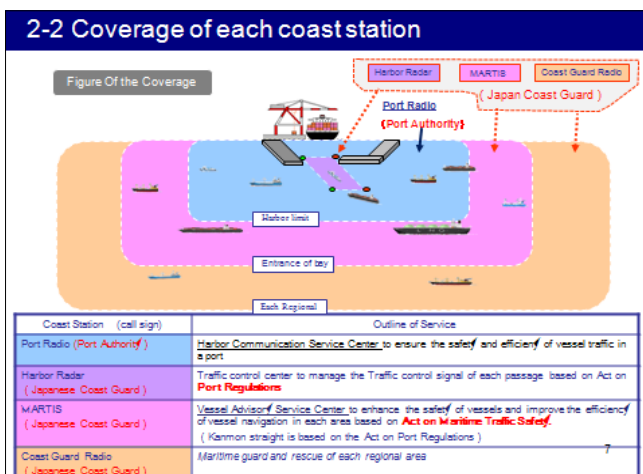 2-2 Coverage of each coast station
Figure Of the Coverage
Harbor Radar
MARTIS
Coast Guard Radio
( Japan Coast Guard )
Port Radio
(Port Authority)
Harbor limit
Entrance of bay
Each Regional
Coast Station (call sign)
Outline of Service
Port Radio (Port Authority)
Harbor Communication Service Center to ensure the safety and efficiency of vessel traffic in
a port
Harbor Radar
( Japanese Coast Guard )
Traffic control center to manage the Traffic control signal of each passage based on Act on
Port Regulations
MARTIS
( Japanese Coast Guard )
Vessel Advisory Service Center to enhance the safety of vessels and improve the efficiency
of vessel navigation in each area based on Act on Maritime Traffic Safety.
( Kanmon straight is based on the Act on Port Regulations )
Coast Guard Radio
( Japanese Coast Guard )
Maritime guard and rescue of each regional area
7